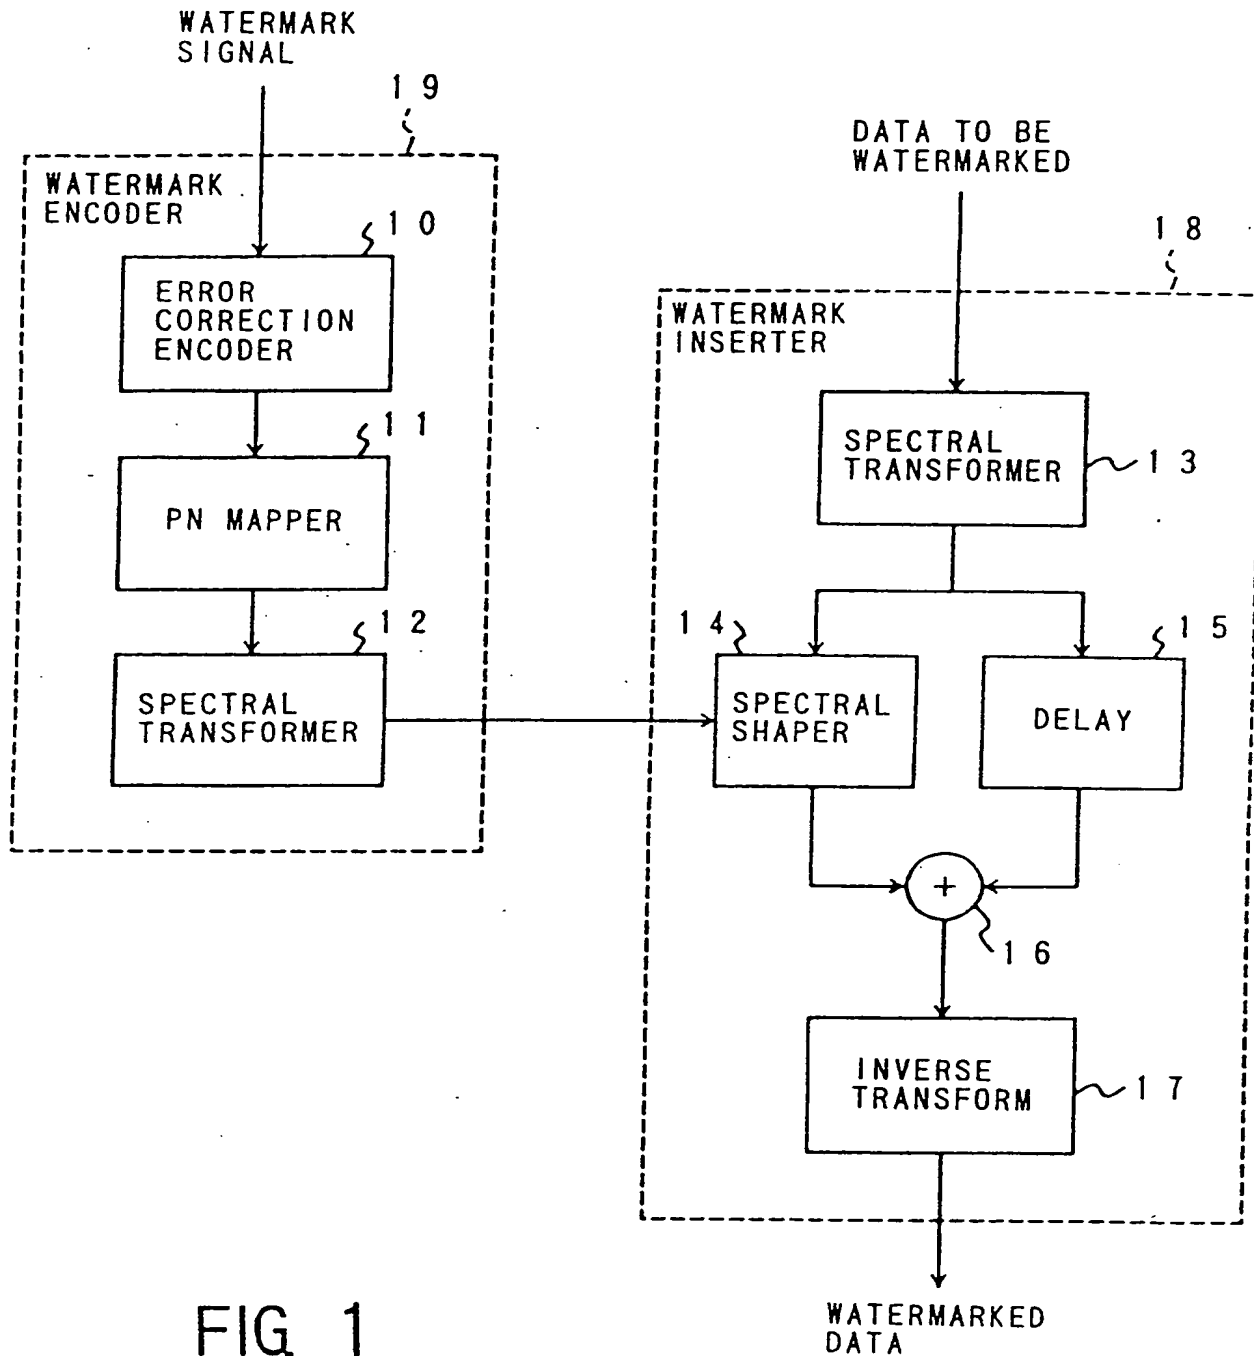 WATERMARK
SIGNAL
19
WATERMARK
ENCODER
10
ERROR
CORRECTION
ENCODER
11
PN MAPPER
12
SPECTRAL
TRANSFORMER
DATA TO BE
WATERMARKED
18
WATERMARK
INSERTER
SPECTRAL
TRANSFORMER
13
14
SPECTRAL
SHAPER
15
DELAY
+
16
INVERSE
TRANSFORM
17
WATERMARKED
DATA
FIG. 1